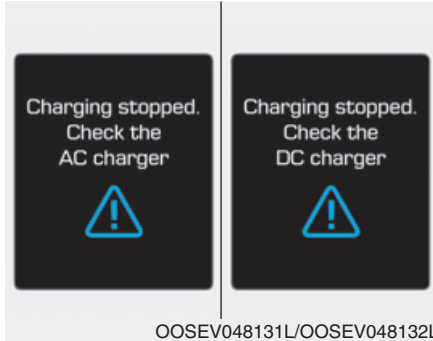 Charging stopped.
Check the
AC charger
Charging stopped.
Check the
DC charger
OOSEV048131L/OOSEV048132L